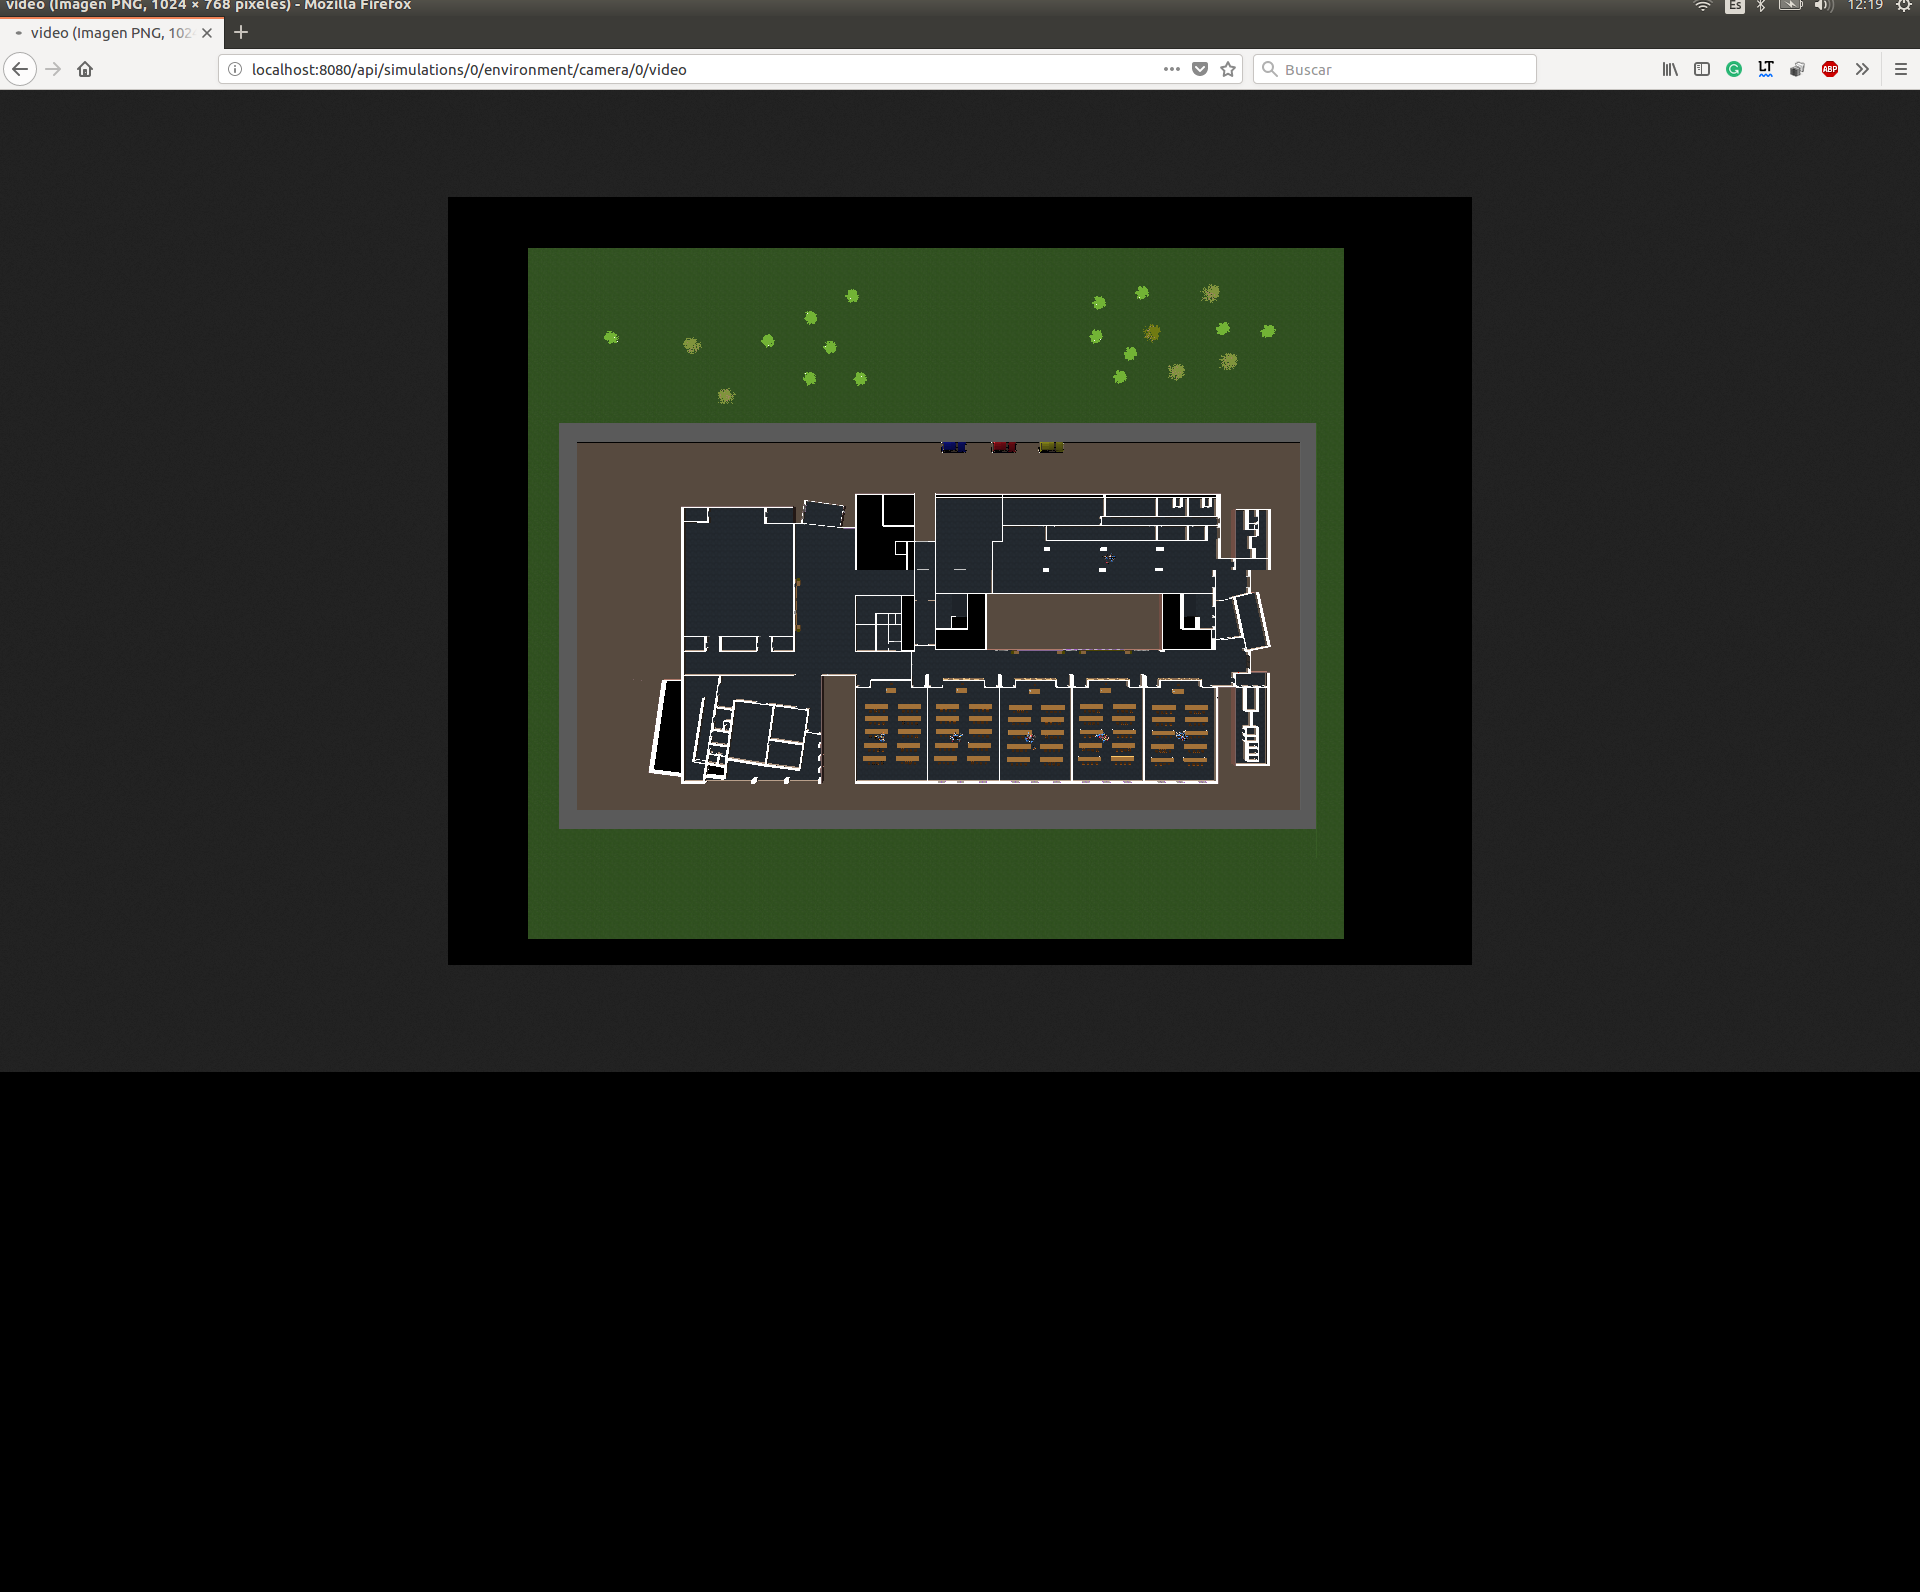 video (Imagen PNG, 1024 × 768 píxeles) - Mozilla Firefox
Es
12:19
video (Imagen PNG, 102
localhost:8080/api/simulations/0/environment/camera/0/video
Buscar
LT
ABP